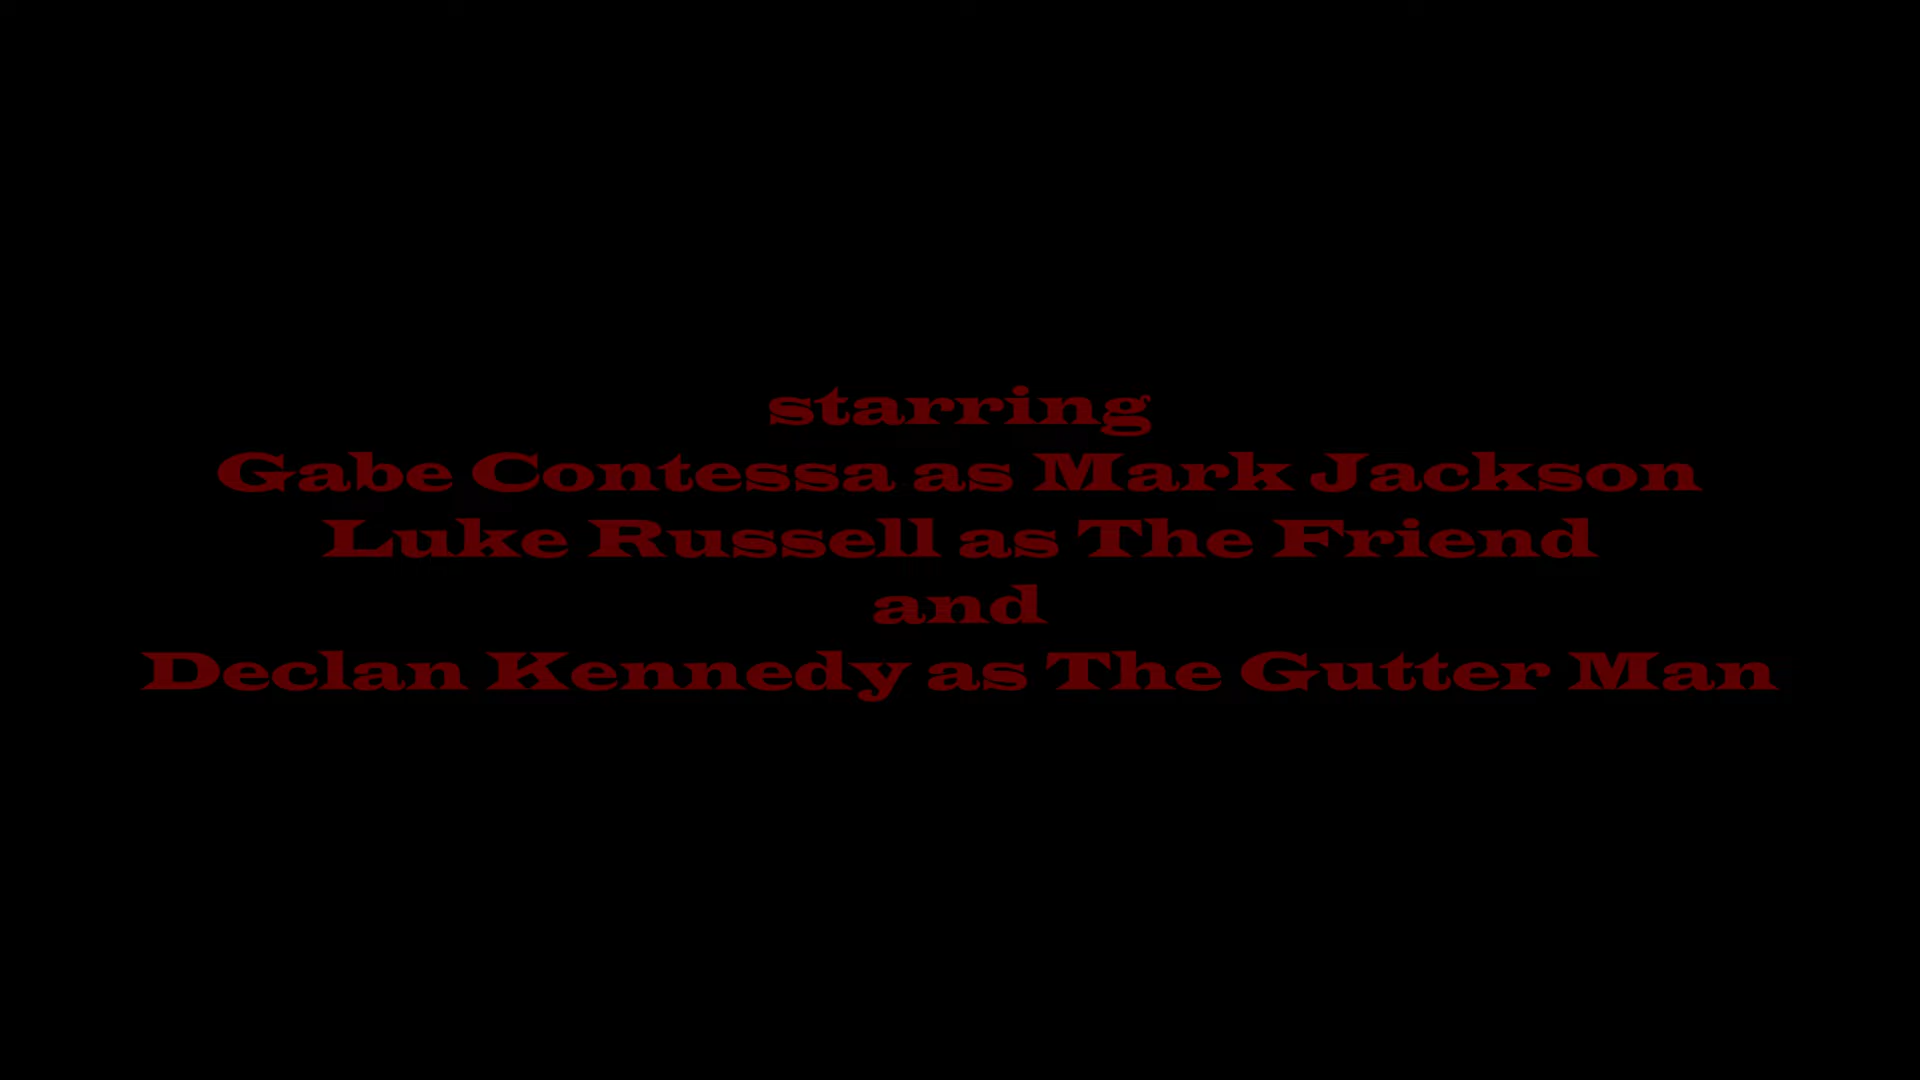 starring
Gabe Contessa as Mark Jackson
Luke Russell as The Friend
and
Declan Kennedy as The Gutter Man